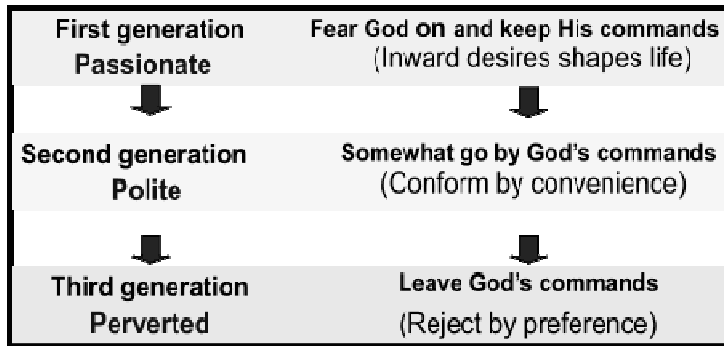 First generation Fear God on and keep His commands
Passionate (Inward desires shapes life)
Second generation Somewhat go by God's commands
Polite (Conform by convenience)
Third generation Leave God's commands
Perverted (Reject by preference)